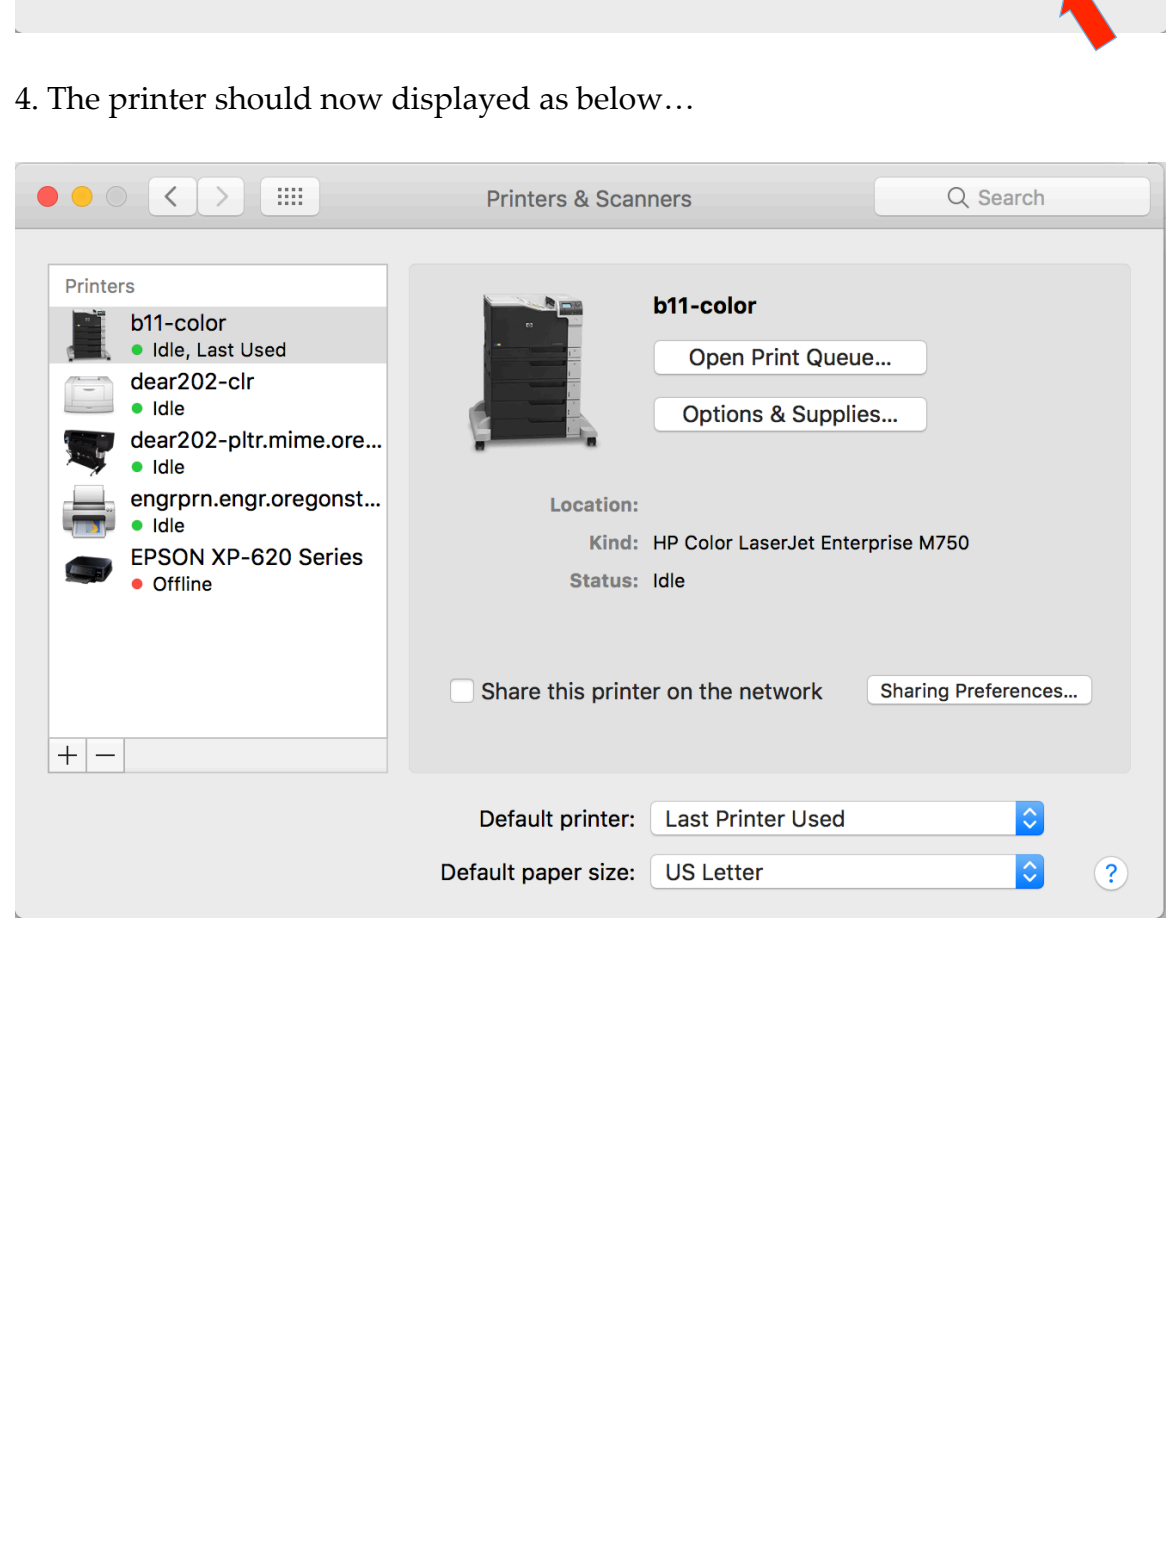 4. The printer should now displayed as below…
Printers & Scanners
Search
Printers
b11-color
Idle, Last Used
dear202-clr
Idle
dear202-pltr.mime.ore...
Idle
engrprn.engr.oregonst...
Idle
EPSON XP-620 Series
Offline
b11-color
Open Print Queue...
Options & Supplies...
Location:
Kind: HP Color LaserJet Enterprise M750
Status: Idle
Share this printer on the network
Sharing Preferences...
Default printer: Last Printer Used
Default paper size: US Letter
?